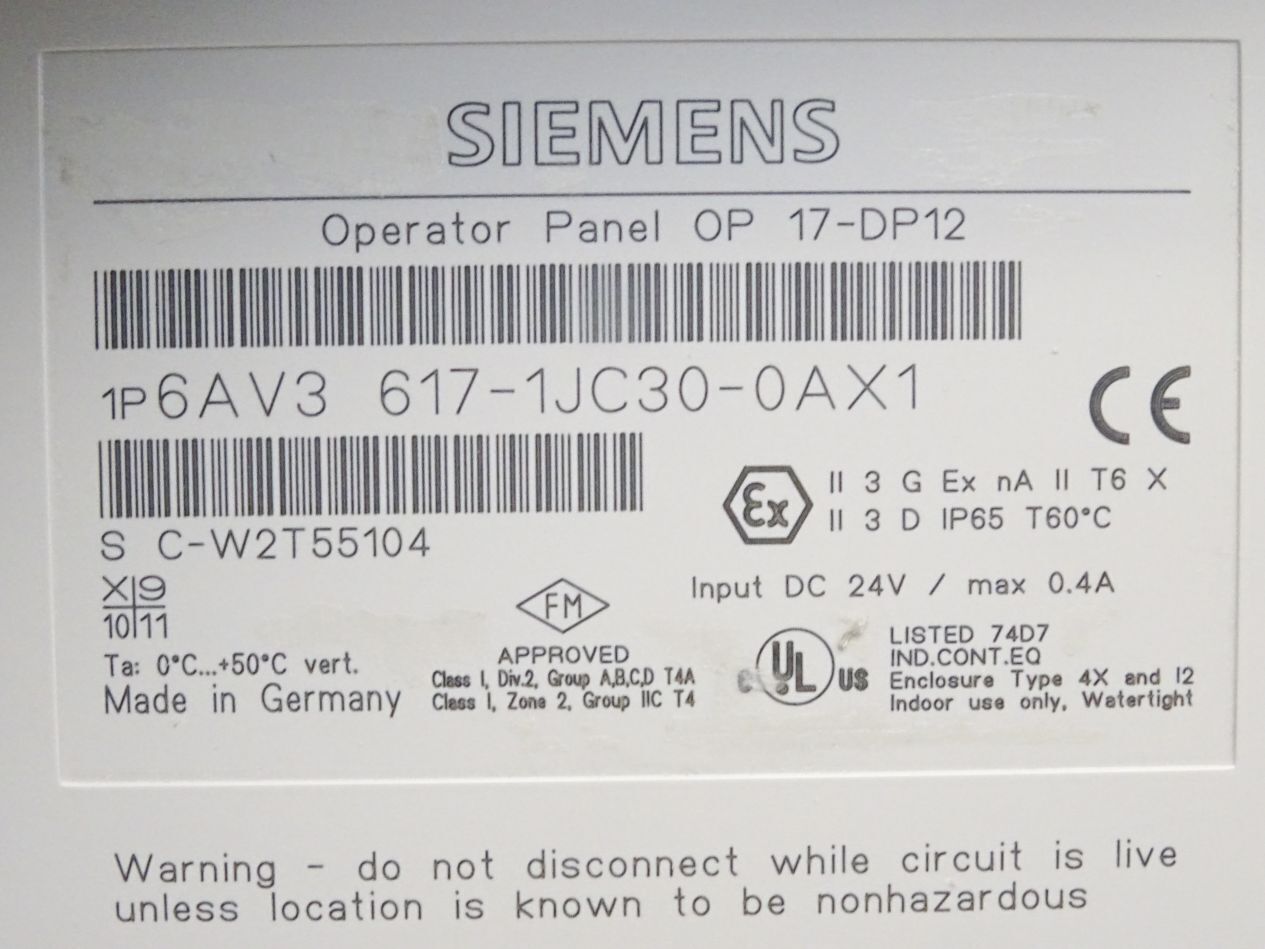 SIEMENS
Operator Panel OP 17-DP12
1P6AV3 617-1JC30-0AX1
CE
Ex
II 3 G Ex nA II T6 X
II 3 D IP65 T60°C
S C-W2T55104
X 9
10 11
Input DC 24V / max 0.4A
FM
APPROVED
Class I, Div.2, Group A,B,C,D T4A
Class I, Zone 2, Group IIC T4
Ta: 0°C...+50°C vert.
Made in Germany
c UL US
LISTED 74D7
IND.CONT.EQ
Enclosure Type 4X and 12
Indoor use only, Watertight
Warning - do not disconnect while circuit is live
unless location is known to be nonhazardous